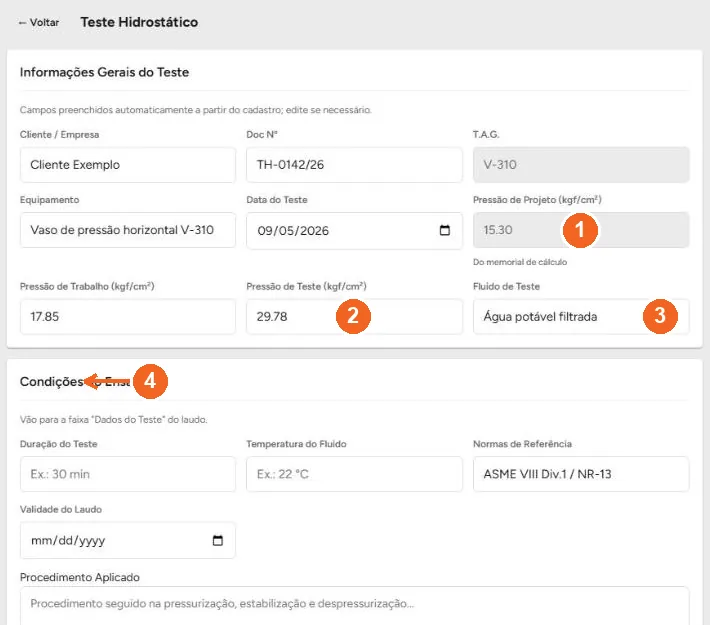 ← Voltar Teste Hidrostático
Informações Gerais do Teste
Campos preenchidos automaticamente a partir do cadastro; edite se necessário.
Cliente / Empresa Doc Nº T.A.G.
Cliente Exemplo TH-0142/26 V-310
Equipamento Data do Teste Pressão de Projeto (kgf/cm²)
Vaso de pressão horizontal V-310 09/05/2026 15.30 1
Do memorial de cálculo
Pressão de Trabalho (kgf/cm²) Pressão de Teste (kgf/cm²) Fluido de Teste
17.85 29.78 2 Água potável filtrada 3
Condições 4
Vão para a faixa "Dados do Teste" do laudo.
Duração do Teste Temperatura do Fluido Normas de Referência
Ex.: 30 min Ex.: 22 °C ASME VIII Div.1 / NR-13
Validade do Laudo
mm/dd/yyyy
Procedimento Aplicado
Procedimento seguido na pressurização, estabilização e despressurização...